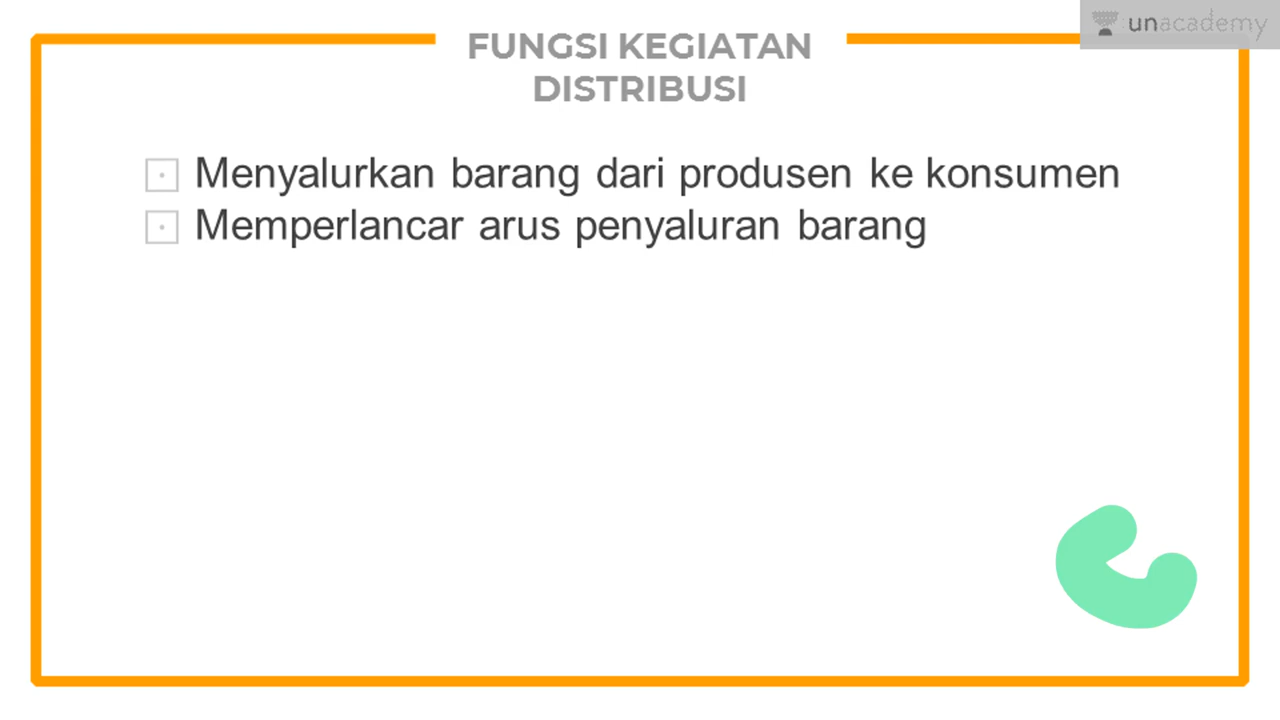 unacademy
FUNGSI KEGIATAN
DISTRIBUSI
Menyalurkan barang dari produsen ke konsumen
Memperlancar arus penyaluran barang